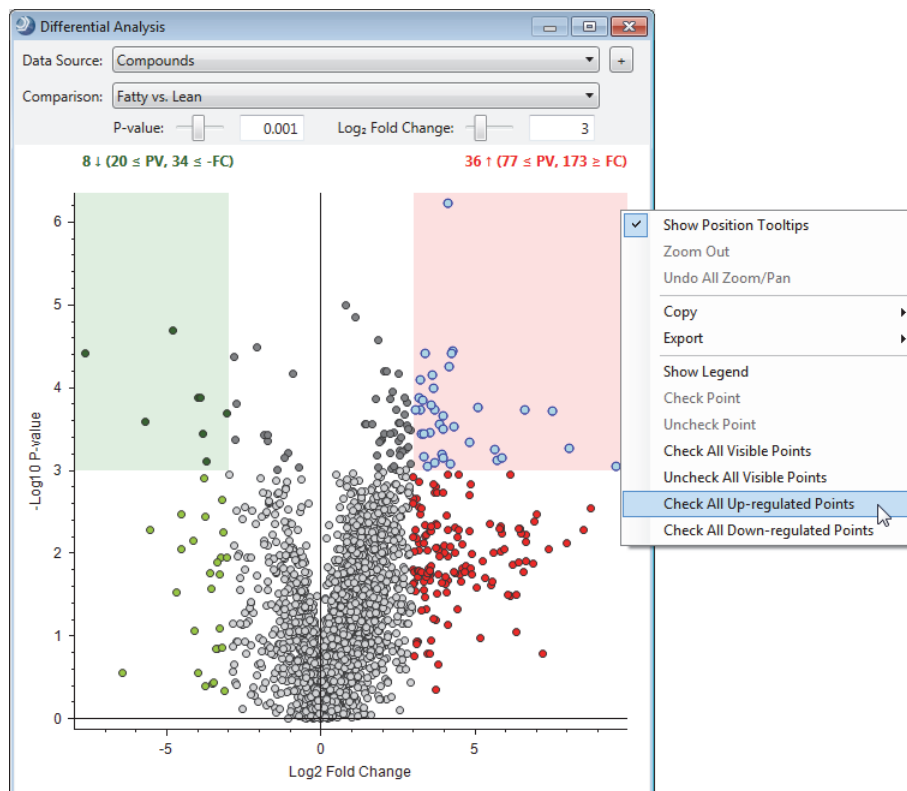 Differential Analysis
Data Source: Compounds +
Comparison: Fatty vs. Lean
P-value: 0.001 Log₂ Fold Change: 3
8 ↓ (20 ≤ PV, 34 ≤ -FC) 36 ↑ (77 ≤ PV, 173 ≥ FC)
6
5
4
3
2
1
0
-Log10 P-value
-5 0 5
Log2 Fold Change
✓ Show Position Tooltips
Zoom Out
Undo All Zoom/Pan
Copy
Export
Show Legend
Check Point
Uncheck Point
Check All Visible Points
Uncheck All Visible Points
Check All Up-regulated Points
Check All Down-regulated Points